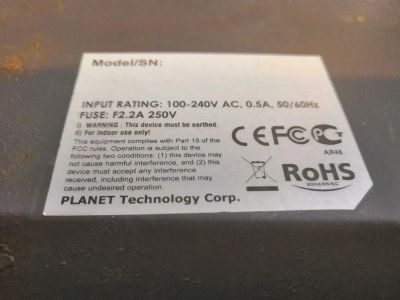 Model/SN:
INPUT RATING: 100-240V AC, 0.5A, 50/60Hz
FUSE: F2.2A 250V
i) WARNING : This device must be earthed.
ii) For indoor use only!
This equipment complies with Part 15 of the
FCC rules. Operation is subject to the
following two conditions: (1) this device may
not cause harmful interference, and (2) this device
must accept any interference
received, including interference that may
cause undesired operation.
CE FC PG
AR46
RoHS
2002/95/EC
PLANET Technology Corp.